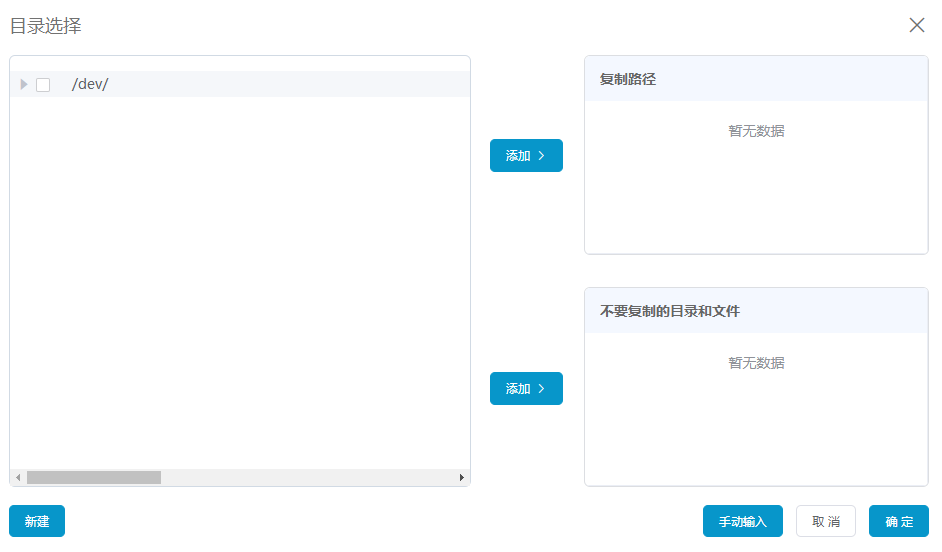 目录选择
/dev/
添加
复制路径
暂无数据
添加
不要复制的目录和文件
暂无数据
新建
手动输入
取 消
确 定